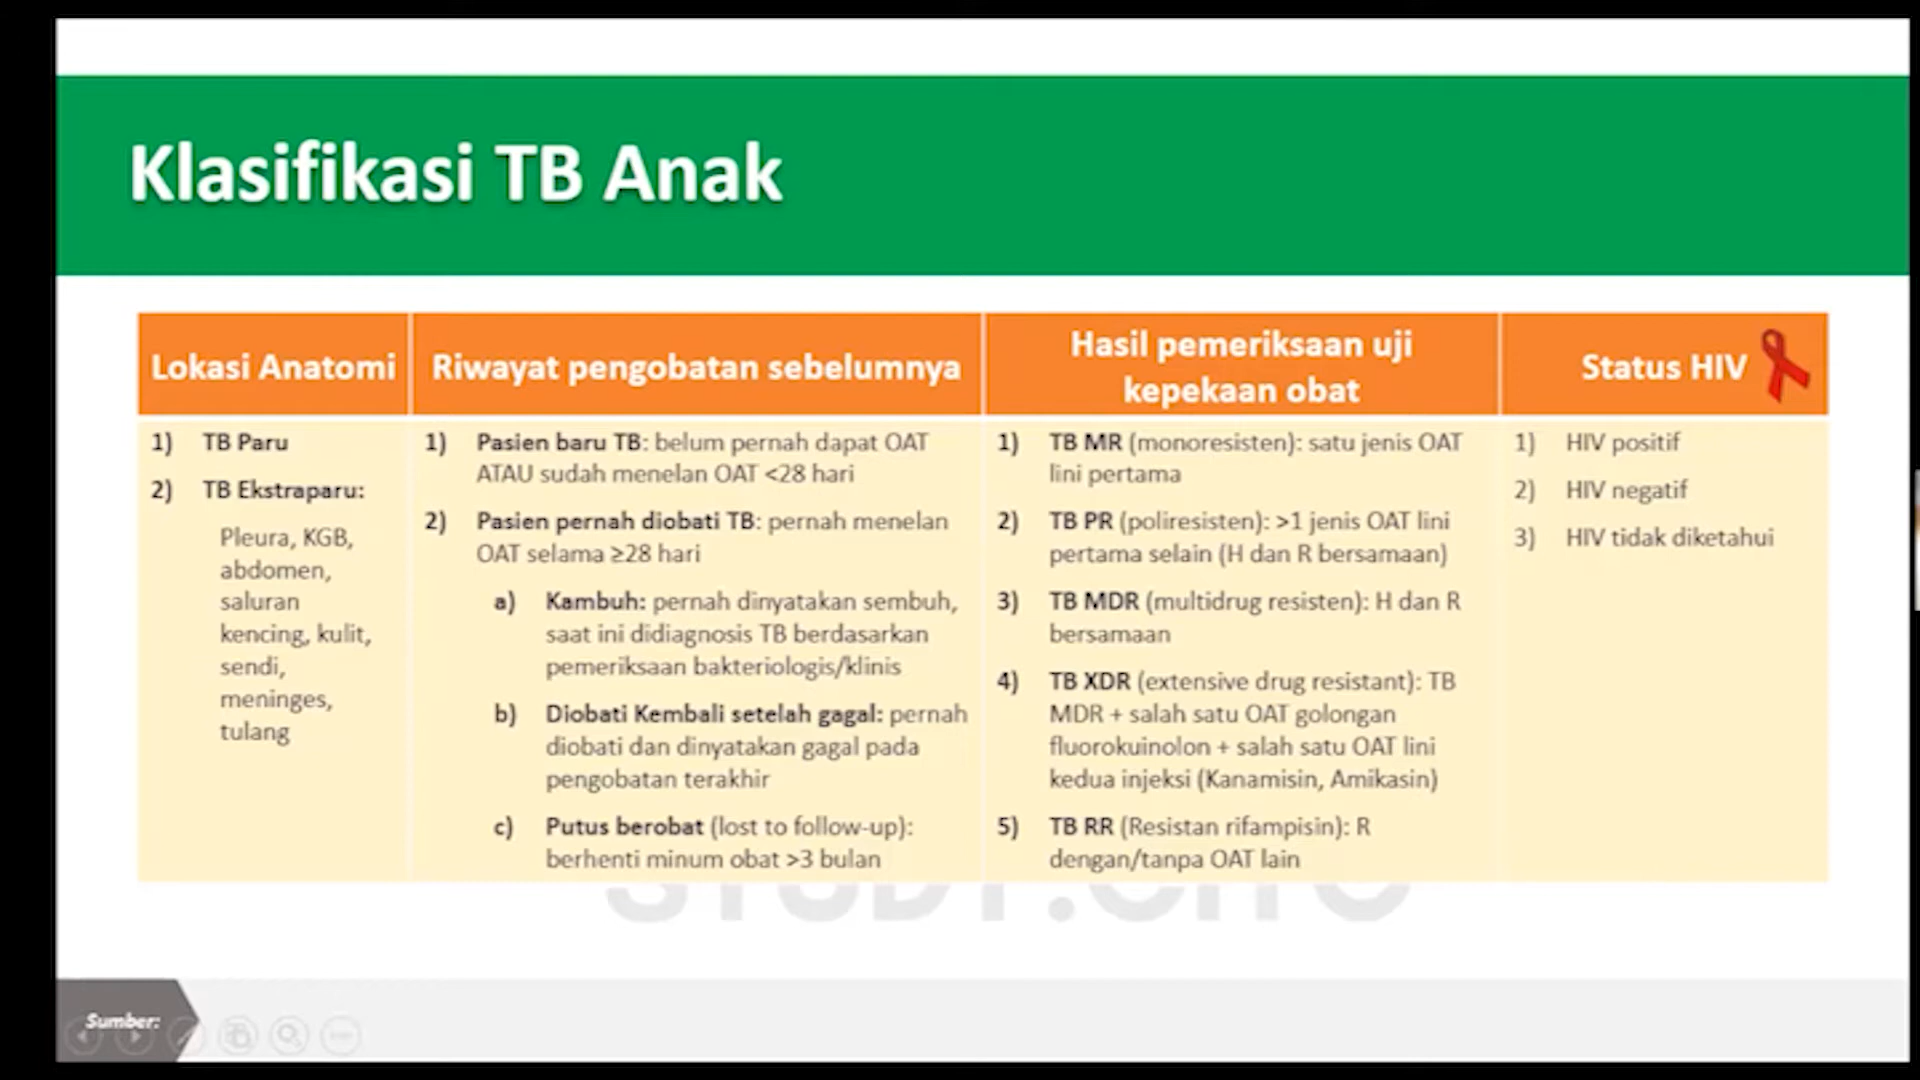 Klasifikasi TB Anak
Lokasi Anatomi
1) TB Paru
2) TB Ekstraparu:
Pleura, KGB,
abdomen,
saluran
kencing, kulit,
sendi,
meninges,
tulang
Riwayat pengobatan sebelumnya
1) Pasien baru TB: belum pernah dapat OAT
ATAU sudah menelan OAT <28 hari
2) Pasien pernah diobati TB: pernah menelan
OAT selama ≥28 hari
a) Kambuh: pernah dinyatakan sembuh,
saat ini didiagnosis TB berdasarkan
pemeriksaan bakteriologis/klinis
b) Diobati Kembali setelah gagal: pernah
diobati dan dinyatakan gagal pada
pengobatan terakhir
c) Putus berobat (lost to follow-up):
berhenti minum obat >3 bulan
Hasil pemeriksaan uji
kepekaan obat
1) TB MR (monoresisten): satu jenis OAT
lini pertama
2) TB PR (poliresisten): >1 jenis OAT lini
pertama selain (H dan R bersamaan)
3) TB MDR (multidrug resisten): H dan R
bersamaan
4) TB XDR (extensive drug resistant): TB
MDR + salah satu OAT golongan
fluorokuinolon + salah satu OAT lini
kedua injeksi (Kanamisin, Amikasin)
5) TB RR (Resistan rifampisin): R
dengan/tanpa OAT lain
Status HIV
1) HIV positif
2) HIV negatif
3) HIV tidak diketahui
Sumber: